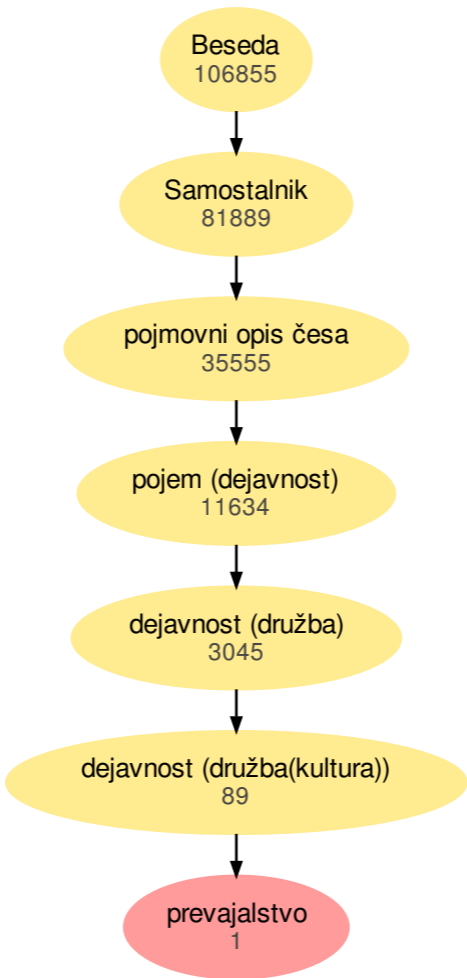 Beseda
106855
Samostalnik
81889
pojmovni opis česa
35555
pojem (dejavnost)
11634
dejavnost (družba)
3045
dejavnost (družba(kultura))
89
prevajalstvo
1